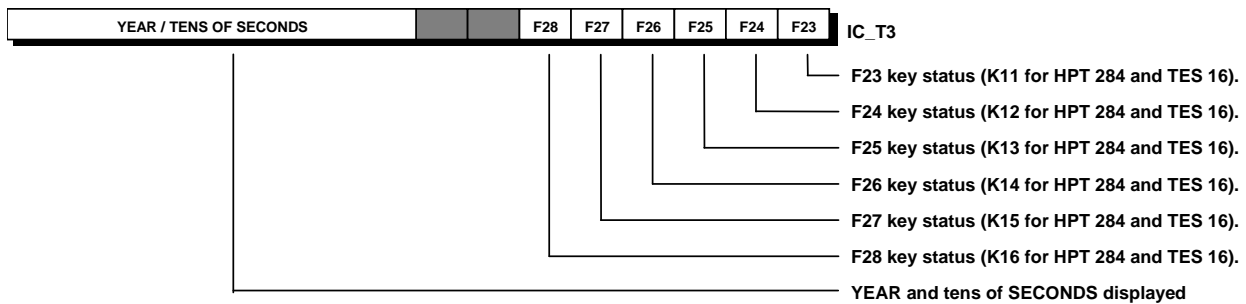 YEAR / TENS OF SECONDS F28 F27 F26 F25 F24 F23 IC_T3
F23 key status (K11 for HPT 284 and TES 16).
F24 key status (K12 for HPT 284 and TES 16).
F25 key status (K13 for HPT 284 and TES 16).
F26 key status (K14 for HPT 284 and TES 16).
F27 key status (K15 for HPT 284 and TES 16).
F28 key status (K16 for HPT 284 and TES 16).
YEAR and tens of SECONDS displayed